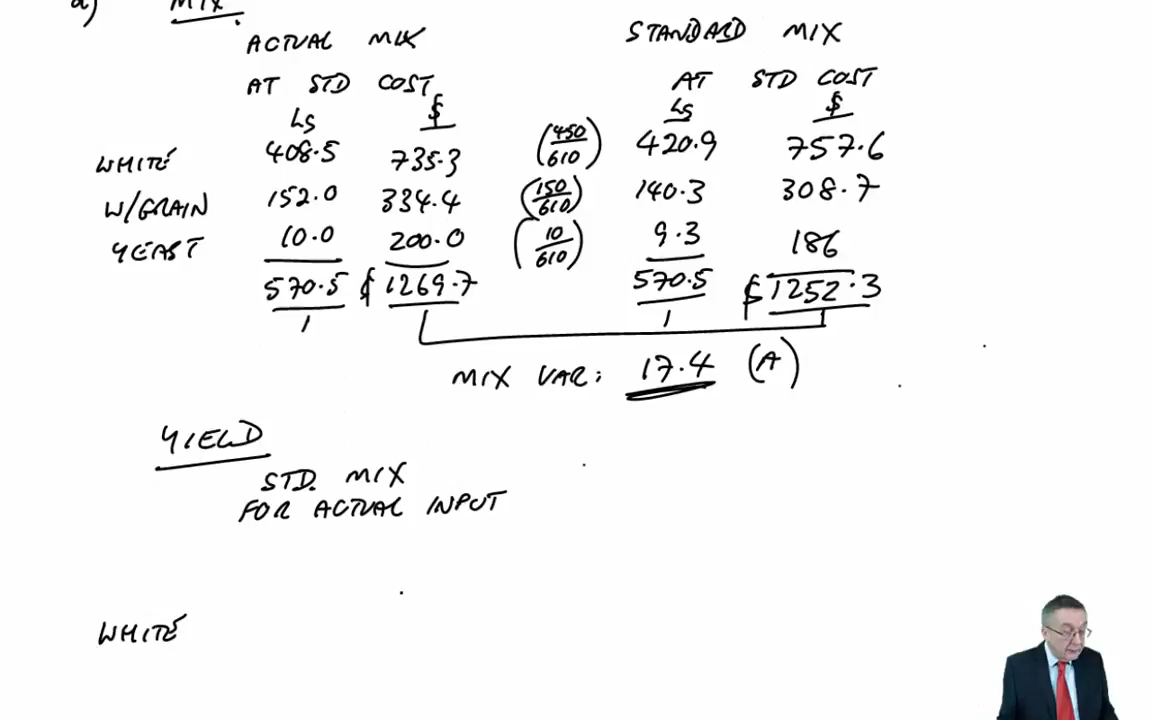 a) MIX.
ACTUAL MIX STANDARD MIX
AT STD COST AT STD COST
$
LS $ LS
WHITE 408.5 735.3 (450/610) 420.9 757.6
W/GRAIN 152.0 334.4 (150/610) 140.3 308.7
YEAST 10.0 200.0 (10/610) 9.3 186
570.5 $1269.7 570.5 $1252.3
MIX VAR: 17.4 (A)
YIELD
STD. MIX
FOR ACTUAL INPUT
WHITE